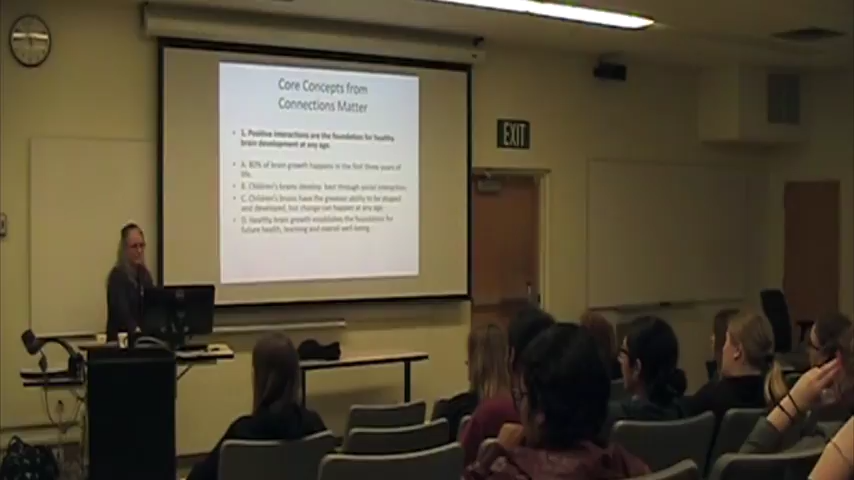 Core Concepts from
Connections Matter
• 1. Positive interactions are the foundation for healthy
brain development at any age.
• A. 80% of brain growth happens in the first three years of
life.
• B. Children's brains develop best through social interaction.
• C. Children's brains have the greatest ability to be shaped
and developed, but change can happen at any age.
• D. Healthy brain growth establishes the foundation for
future health, learning and overall well-being.
EXIT